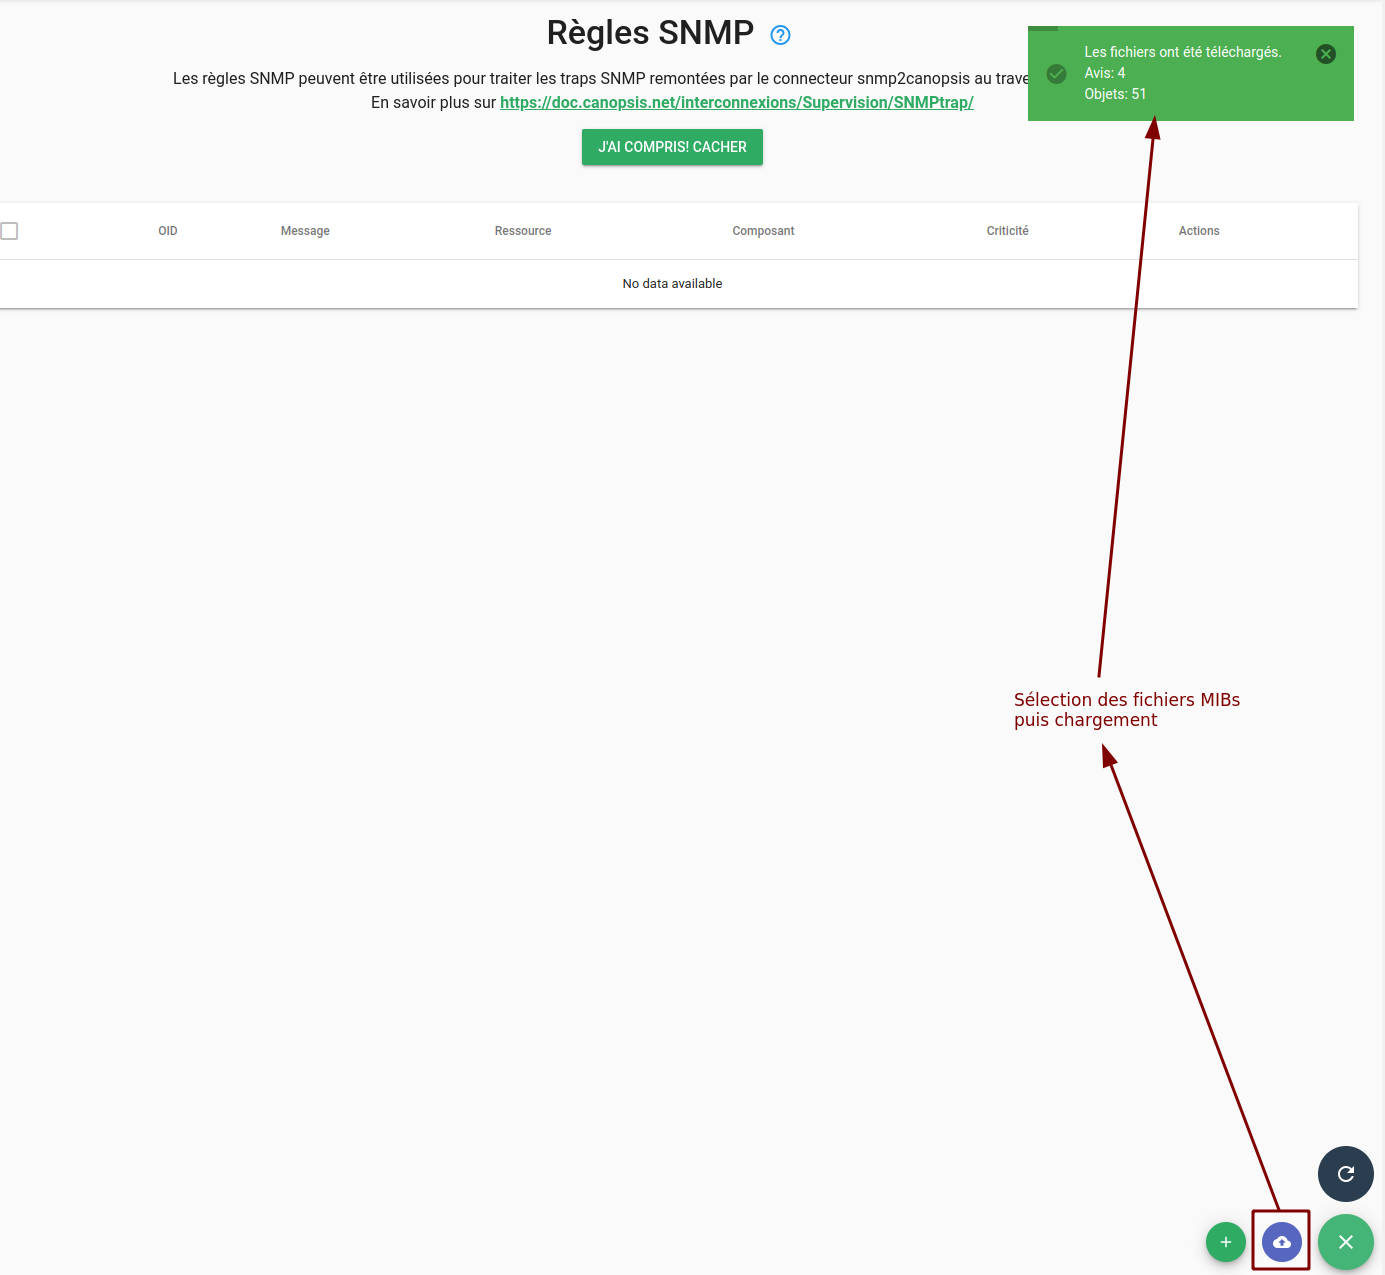 Règles SNMP
Les règles SNMP peuvent être utilisées pour traiter les traps SNMP remontées par le connecteur snmp2canopsis au
En savoir plus sur https://doc.canopsis.net/interconnexions/Supervision/SNMPtrap/
J'AI COMPRIS! CACHER
Les fichiers ont été téléchargés.
Avis: 4
Objets: 51
OID Message Ressource Composant Criticité Actions
No data available
Sélection des fichiers MIBs
puis chargement